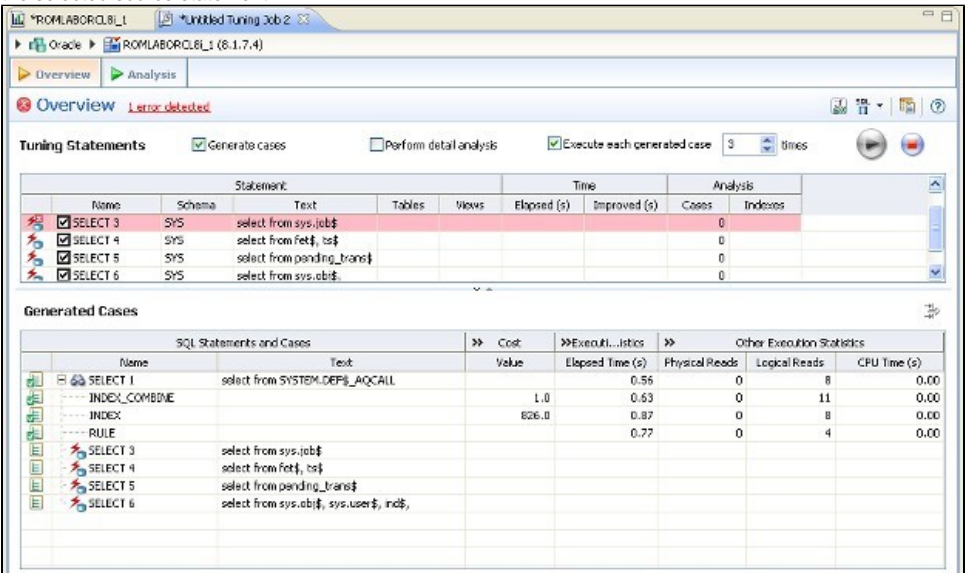 *ROMLABORCL8i_1 *Untitled Tuning Job 2
Oracle ROMLABORCL8i_1 (8.1.7.4)
Overview Analysis
Overview 1 error detected
Tuning Statements Generate cases Perform detail analysis Execute each generated case 3 times
Statement Time Analysis
Name Schema Text Tables Views Elapsed (s) Improved (s) Cases Indexes
SELECT 3 SYS select from sys.job$ 0
SELECT 4 SYS select from fet$, ts$ 0
SELECT 5 SYS select from pending_trans$ 0
SELECT 6 SYS select from sys.obj$, 0
Generated Cases
SQL Statements and Cases Cost Executi...istics Other Execution Statistics
Name Text Value Elapsed Time (s) Physical Reads Logical Reads CPU Time (s)
SELECT 1 select from SYSTEM.DEF$_AQCALL 0.56 0 8 0.00
INDEX_COMBINE 1.0 0.63 0 11 0.00
INDEX 826.0 0.87 0 8 0.00
RULE 0.77 0 4 0.00
SELECT 3 select from sys.job$
SELECT 4 select from fet$, ts$
SELECT 5 select from pending_trans$
SELECT 6 select from sys.obj$, sys.user$, ind$,